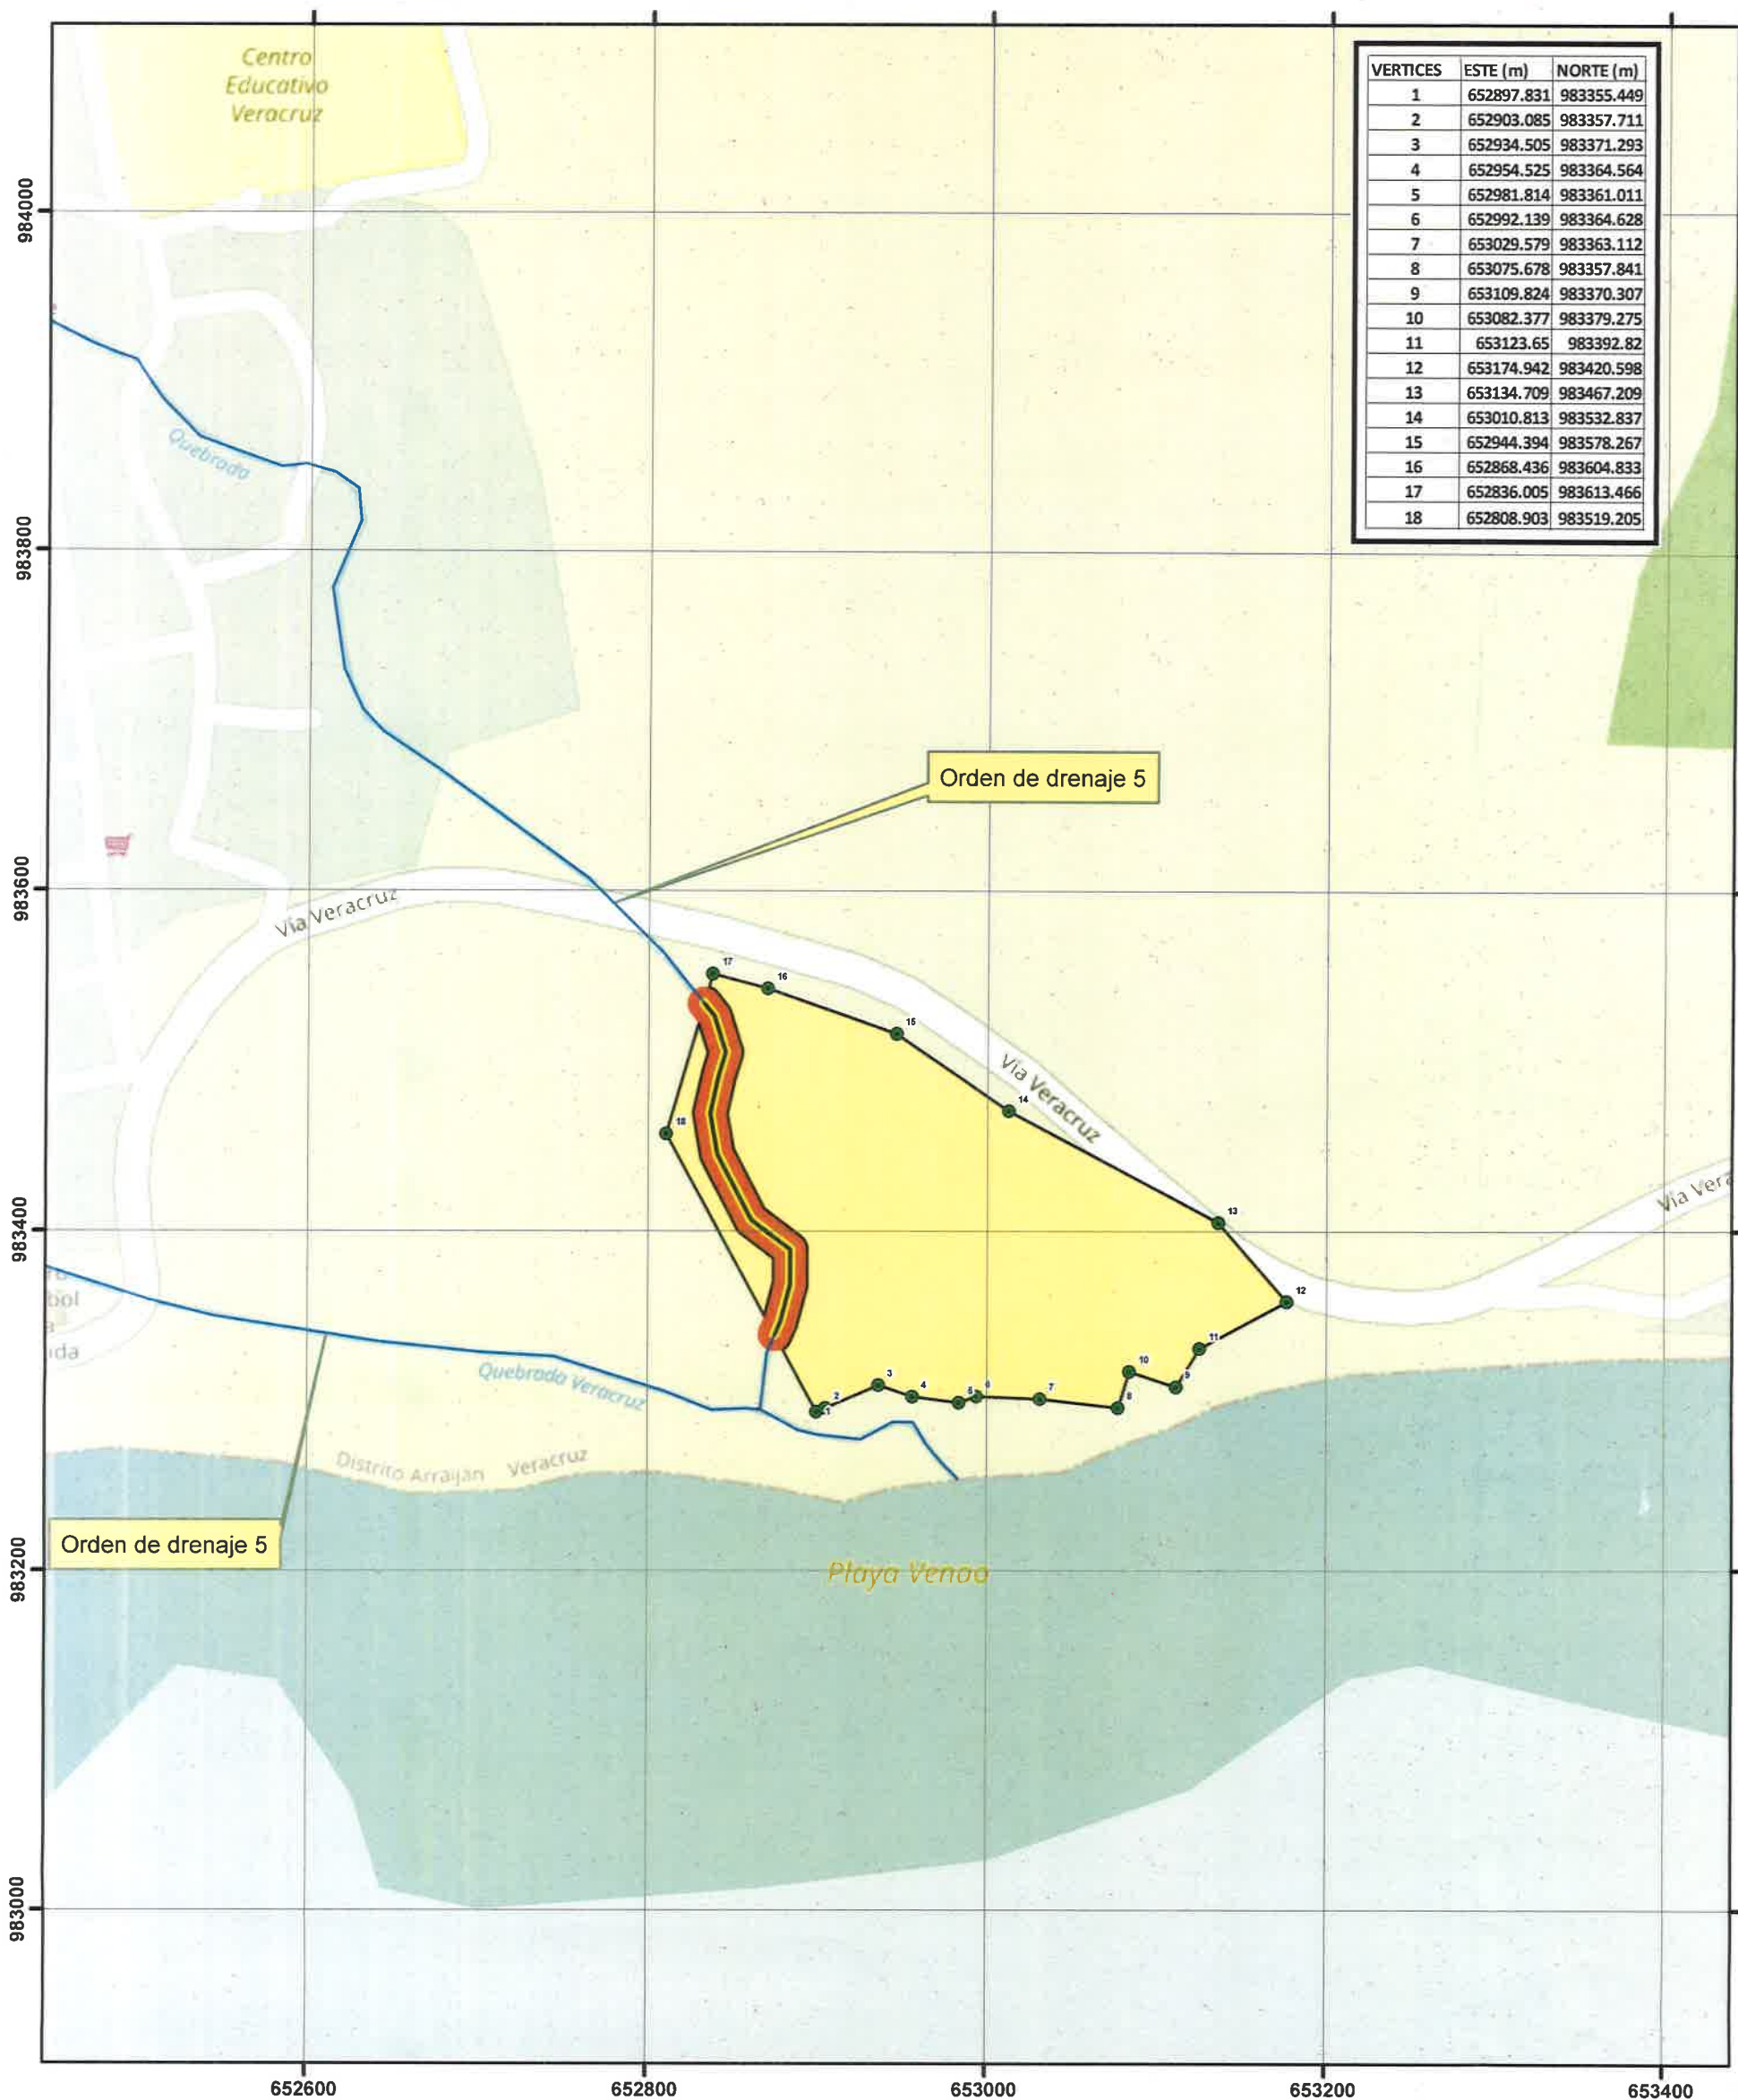 Centro
Educativo
Veracruz
VERTICES ESTE (m) NORTE (m)
1 652897.831 983355.449
2 652903.085 983357.711
3 652934.505 983371.293
4 652954.525 983364.564
5 652981.814 983361.011
6 652992.139 983364.628
7 653029.579 983363.112
8 653075.678 983357.841
9 653109.824 983370.307
10 653082.377 983379.275
11 653123.65 983392.82
12 653174.942 983420.598
13 653134.709 983467.209
14 653010.813 983532.837
15 652944.394 983578.267
16 652868.436 983604.833
17 652836.005 983613.466
18 652808.903 983519.205
984000
Quebrada
983800
Orden de drenaje 5
983600
Vía Veracruz
17
16
15
Vía Veracruz
14
18
Vía Vera
13
983400
12
bol
ida
11
10
9
8
7
6
5
4
3
2
1
Quebrada Veracruz
Distrito Arraiján Veracruz
Orden de drenaje 5
983200
Playa Venao
983000
652600
652800
653000
653200
653400